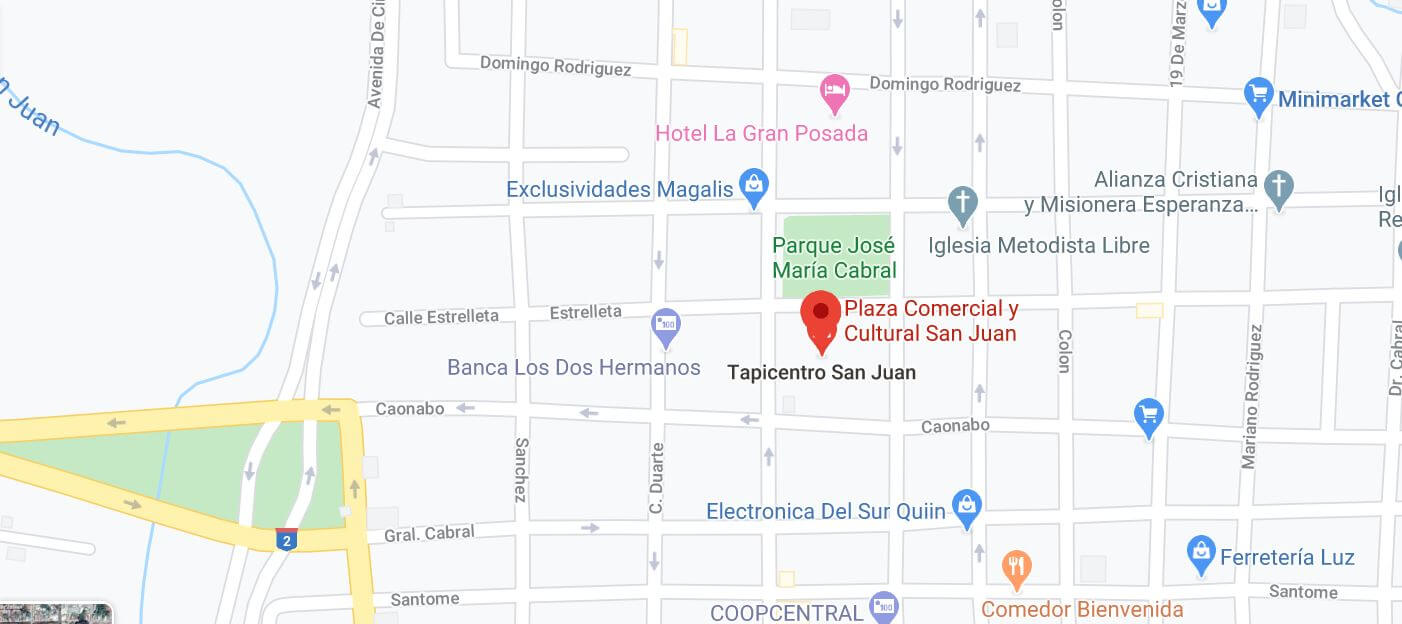 Avenida De Ci
Domingo Rodriguez
Domingo Rodriguez
Colon
19 De Marzo
n Juan
Minimarket
Hotel La Gran Posada
Exclusividades Magalis
Alianza Cristiana
y Misionera Esperanza...
Parque José
María Cabral
Iglesia Metodista Libre
Igl
Re
Calle Estrelleta
Estrelleta
Plaza Comercial y
Cultural San Juan
Banca Los Dos Hermanos
Tapicentro San Juan
Colon
Mariano Rodriguez
Dr. Cabral
Caonabo
Caonabo
Sanchez
C. Duarte
Electronica Del Sur Quiin
Gral. Cabral
2
Ferretería Luz
Santome
Santome
COOPCENTRAL
Comedor Bienvenida